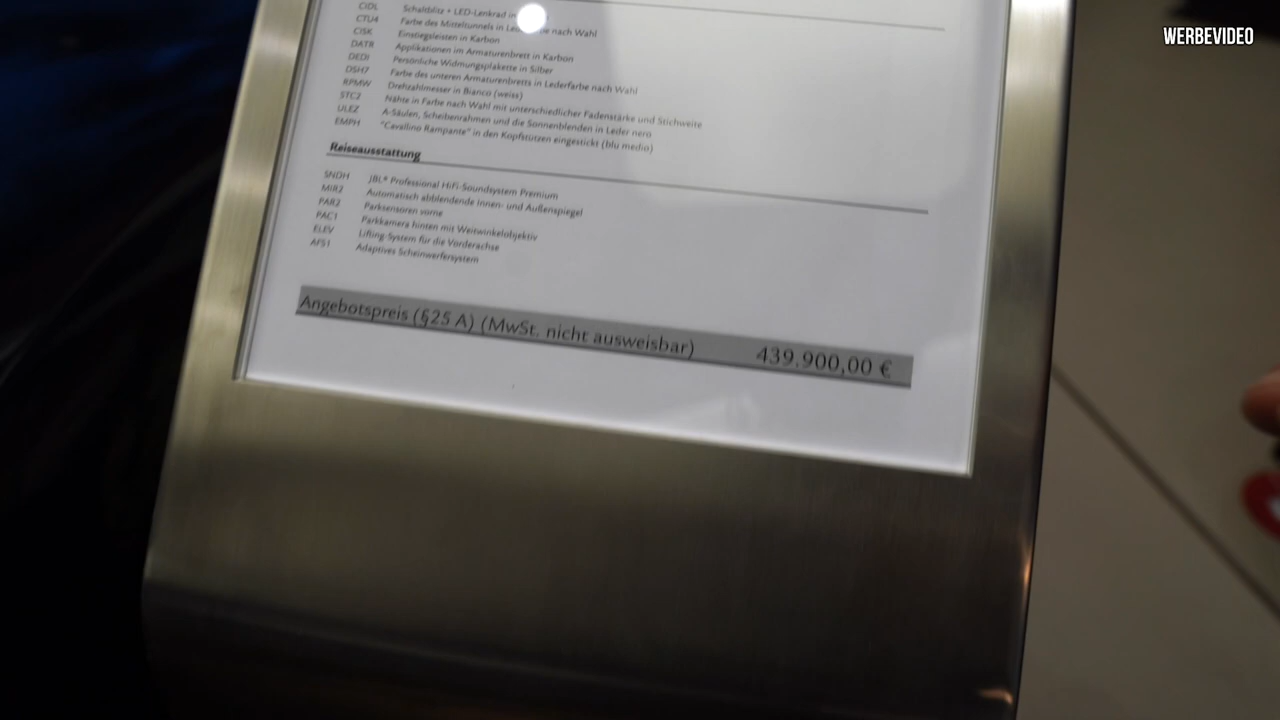 WERBEVIDEO
CIDL Schaltblitz + LED-Lenkrad in
CTU4 Farbe des Mitteltunnels in nach Wahl
CISK Einstiegsleisten in Karbon
DATR Applikationen im Armaturenbrett in Karbon
DEDI Persönliche Widmungsplakette in Silber
DSH7 Farbe des unteren Armaturenbretts in Lederfarbe nach Wahl
RPMW Drehzahlmesser in Bianco (weiss)
STC2 Nähte in Farbe nach Wahl mit unterschiedlicher Fadenstärke und Stichweite
ULEZ A-Säulen, Scheibenrahmen und die Sonnenblenden in Leder nero
EMPH "Cavallino Rampante" in den Kopfstützen eingestickt (blu medio)
Reiseausstattung
SNDH JBL® Professional HiFi-Soundsystem Premium
MIR2 Automatisch abblendende Innen- und Außenspiegel
PAR2 Parksensoren vorne
PAC1 Parkkamera hinten mit Weitwinkelobjektiv
ELEV Lifting-System für die Vorderachse
AFS1 Adaptives Scheinwerfersystem
Angebotspreis (§25 A) (MwSt. nicht ausweisbar) 439.900,00 €